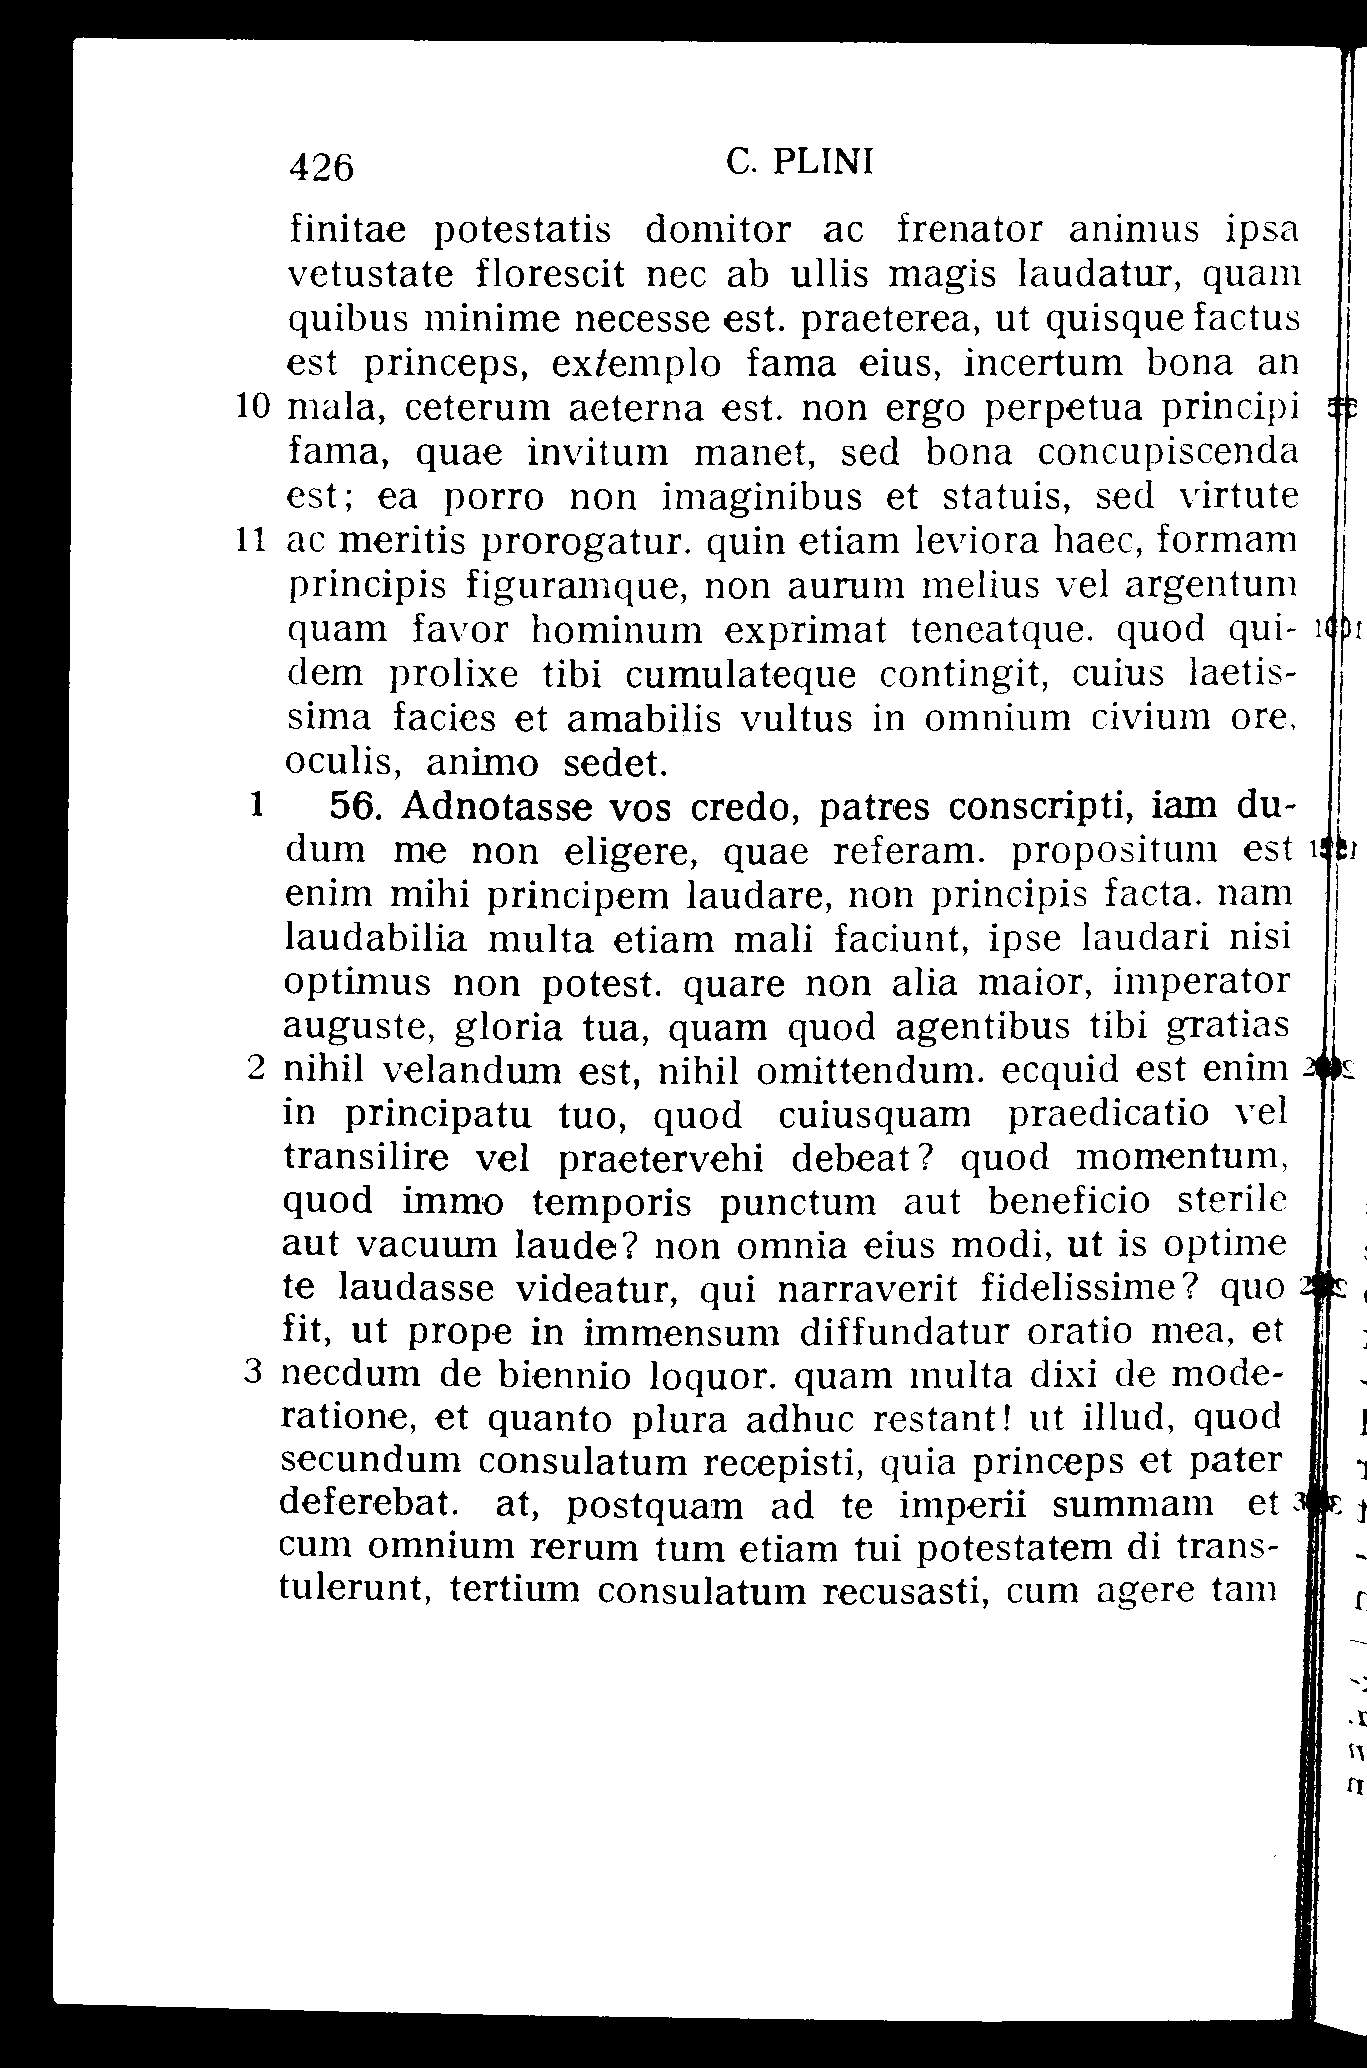 426 C. PLINI
finitae potestatis domitor ac frenator animus ipsa
vetustate florescit nec ab ullis magis laudatur, quam
quibus minime necesse est. praeterea, ut quisque factus
est princeps, extemplo fama eius, incertum bona an
10 mala, ceterum aeterna est. non ergo perpetua principi
fama, quae invitum manet, sed bona concupiscenda
est; ea porro non imaginibus et statuis, sed virtute
11 ac meritis prorogatur. quin etiam leviora haec, formam
principis figuramque, non aurum melius vel argentum
quam favor hominum exprimat teneatque. quod qui-
dem prolixe tibi cumulateque contingit, cuius laetis-
sima facies et amabilis vultus in omnium civium ore,
oculis, animo sedet.
1 56. Adnotasse vos credo, patres conscripti, iam du-
dum me non eligere, quae referam. propositum est
enim mihi principem laudare, non principis facta. nam
laudabilia multa etiam mali faciunt, ipse laudari nisi
optimus non potest. quare non alia maior, imperator
auguste, gloria tua, quam quod agentibus tibi gratias
2 nihil velandum est, nihil omittendum. ecquid est enim
in principatu tuo, quod cuiusquam praedicatio vel
transilire vel praetervehi debeat? quod momentum,
quod immo temporis punctum aut beneficio sterile
aut vacuum laude? non omnia eius modi, ut is optime
te laudasse videatur, qui narraverit fidelissime? quo
fit, ut prope in immensum diffundatur oratio mea, et
3 necdum de biennio loquor. quam multa dixi de mode-
ratione, et quanto plura adhuc restant! ut illud, quod
secundum consulatum recepisti, quia princeps et pater
deferebat. at, postquam ad te imperii summam et
cum omnium rerum tum etiam tui potestatem di trans-
tulerunt, tertium consulatum recusasti, cum agere tam